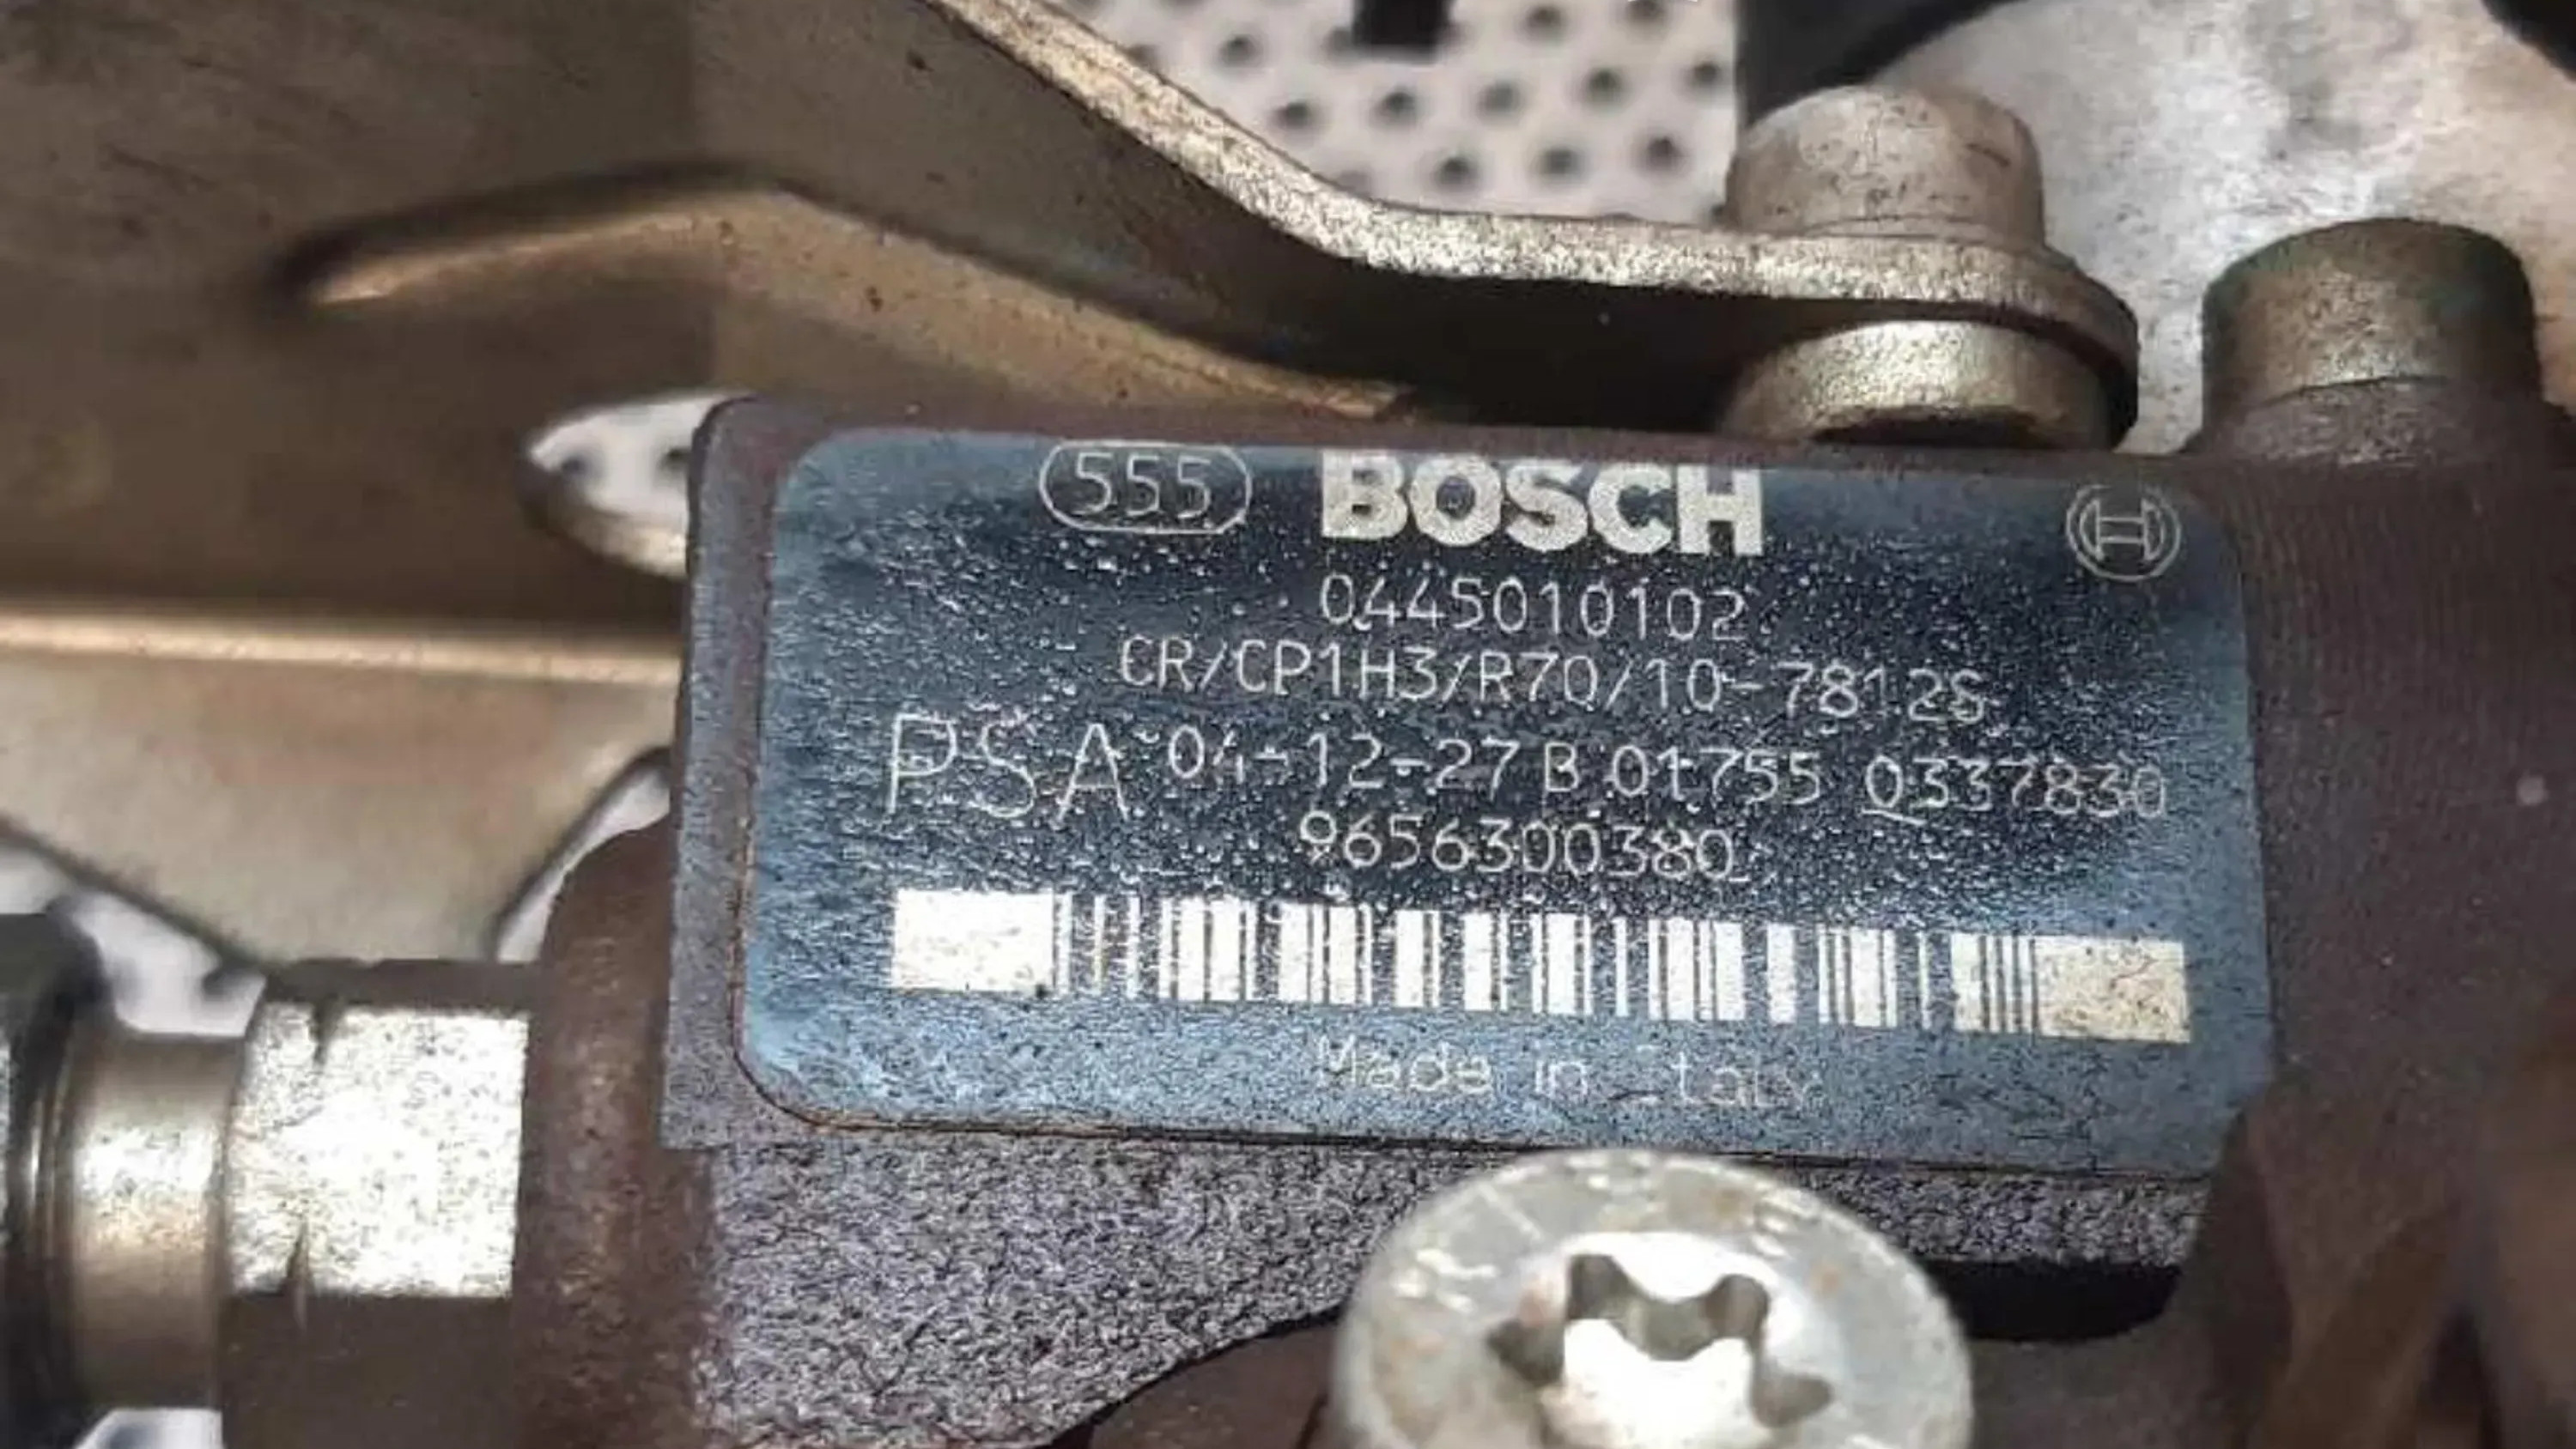 555 BOSCH
0445010102
CR/CP1H3/R70/10-7812S
PSA 04-12-27 B 01755 0337830
9656300380
Made in Italy